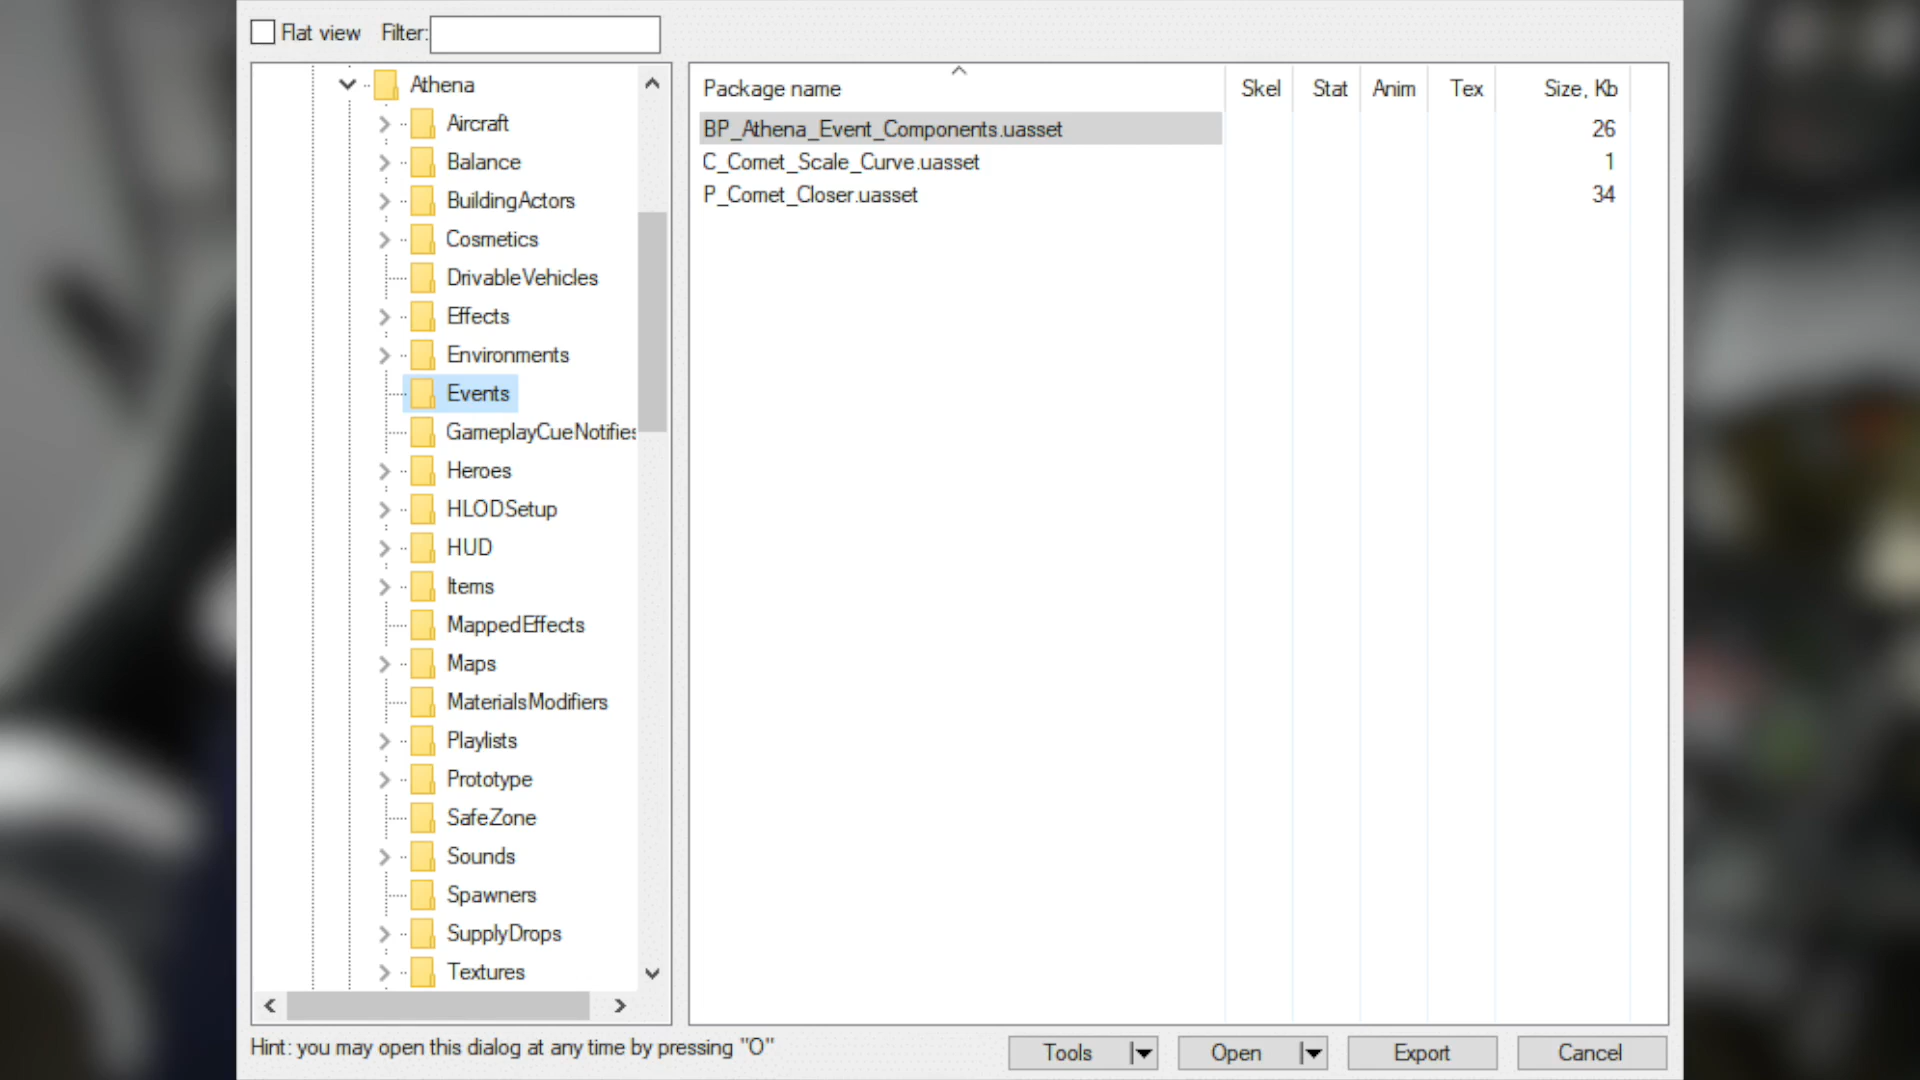 Flat view Filter:
Athena
Aircraft
Balance
BuildingActors
Cosmetics
DrivableVehicles
Effects
Environments
Events
GameplayCueNotifies
Heroes
HLODSetup
HUD
Items
MappedEffects
Maps
MaterialsModifiers
Playlists
Prototype
SafeZone
Sounds
Spawners
SupplyDrops
Textures
Package name Skel Stat Anim Tex Size, Kb
BP_Athena_Event_Components.uasset 26
C_Comet_Scale_Curve.uasset 1
P_Comet_Closer.uasset 34
Hint: you may open this dialog at any time by pressing "O"
Tools Open Export Cancel